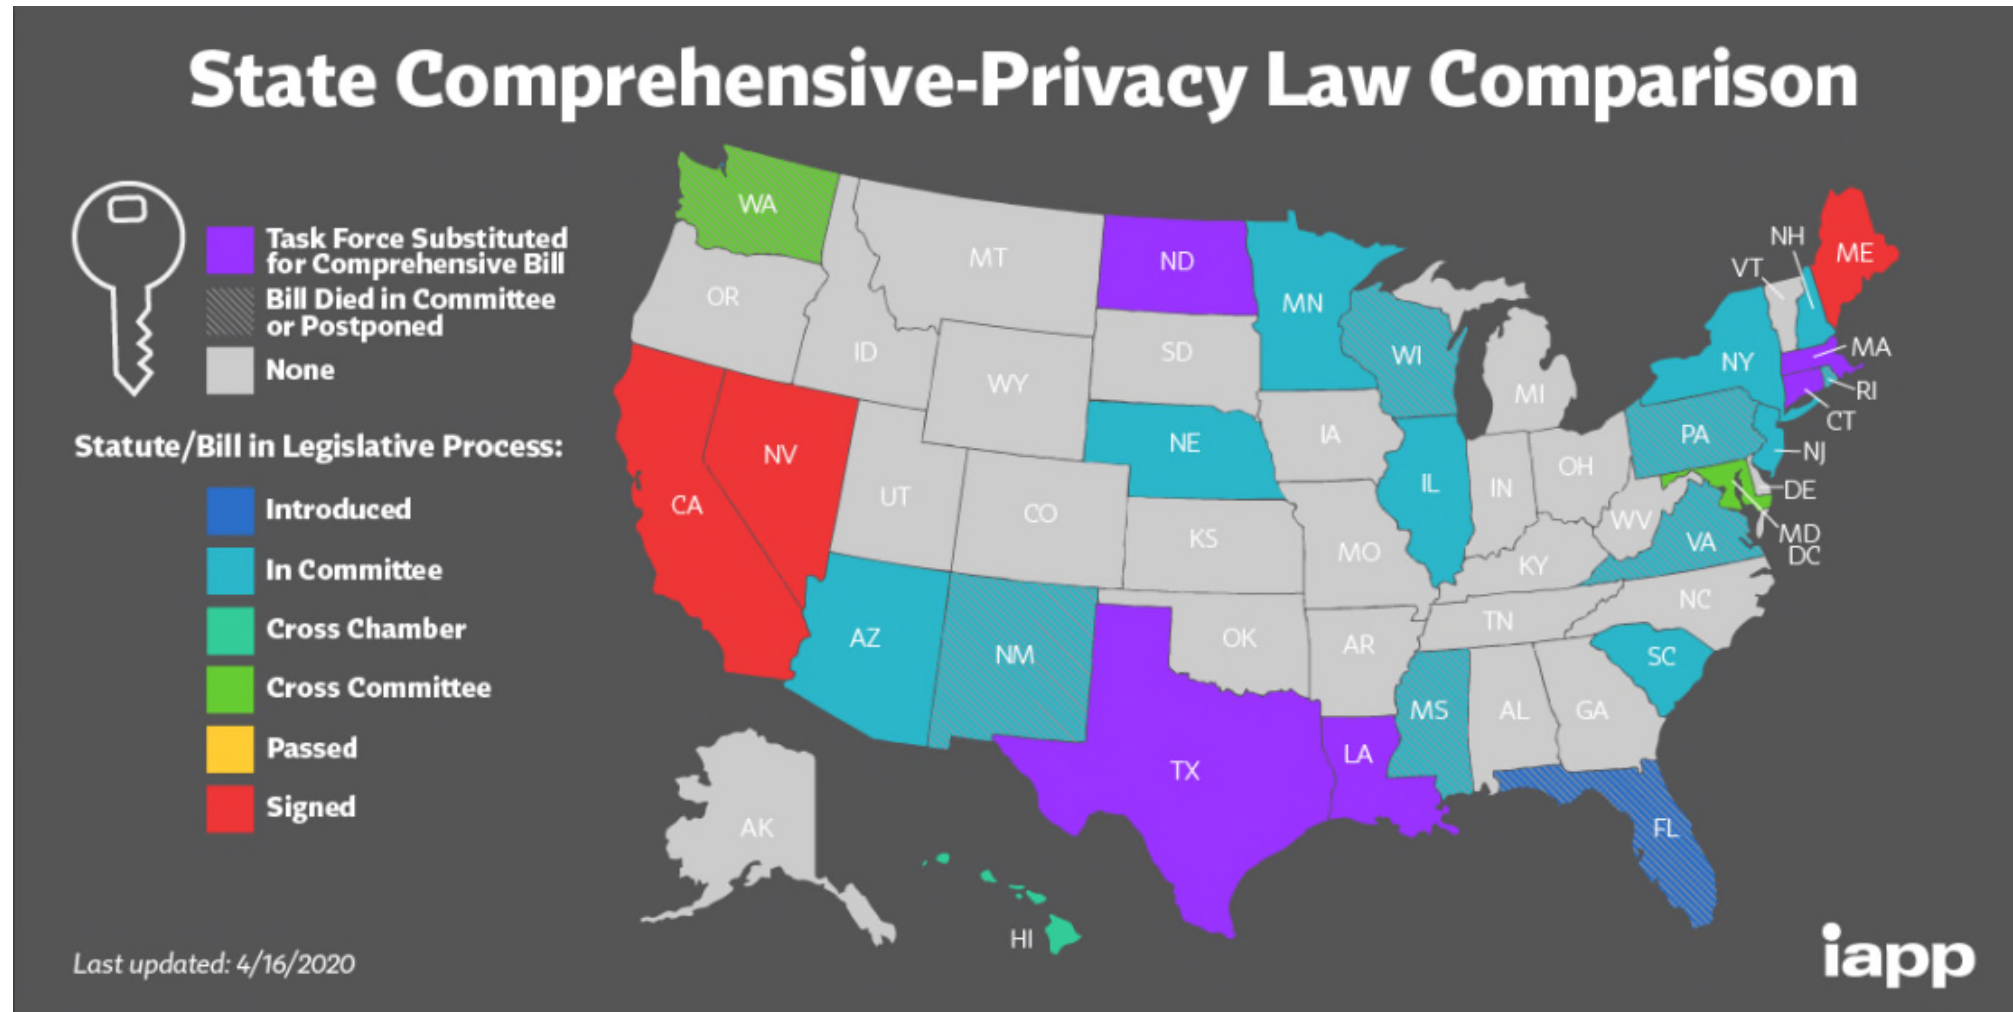 State Comprehensive-Privacy Law Comparison
Task Force Substituted
for Comprehensive Bill
Bill Died in Committee
or Postponed
None
Statute/Bill in Legislative Process:
Introduced
In Committee
Cross Chamber
Cross Committee
Passed
Signed
Last updated: 4/16/2020
WA
OR
CA
NV
ID
MT
WY
UT
CO
AZ
NM
ND
SD
NE
KS
OK
TX
MN
IA
MO
AR
LA
WI
IL
MI
IN
OH
KY
TN
MS
AL
GA
FL
SC
NC
VA
WV
PA
NY
VT
NH
ME
MA
RI
CT
NJ
DE
MD
DC
AK
HI
iapp